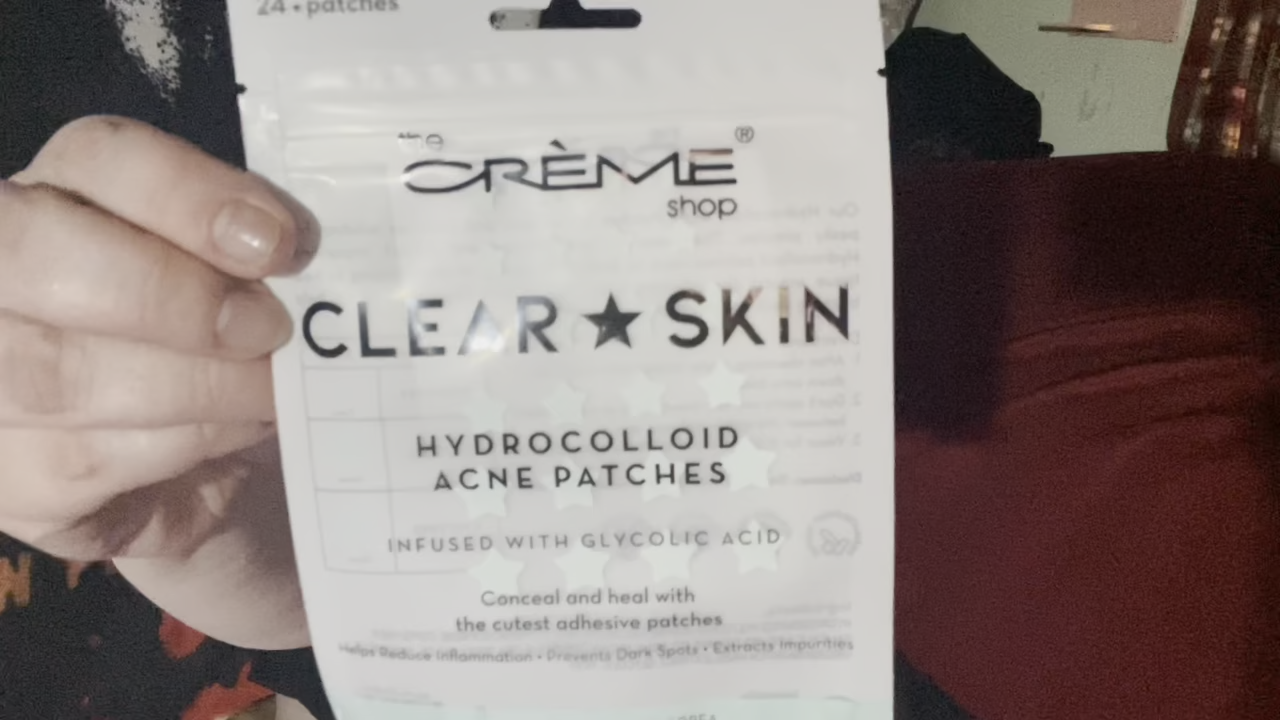 24 • patches
the
CRÈME®
shop
CLEAR ★ SKIN
HYDROCOLLOID
ACNE PATCHES
INFUSED WITH GLYCOLIC ACID
Conceal and heal with
the cutest adhesive patches
Helps Reduce Inflammation • Prevents Dark Spots • Extracts Impurities